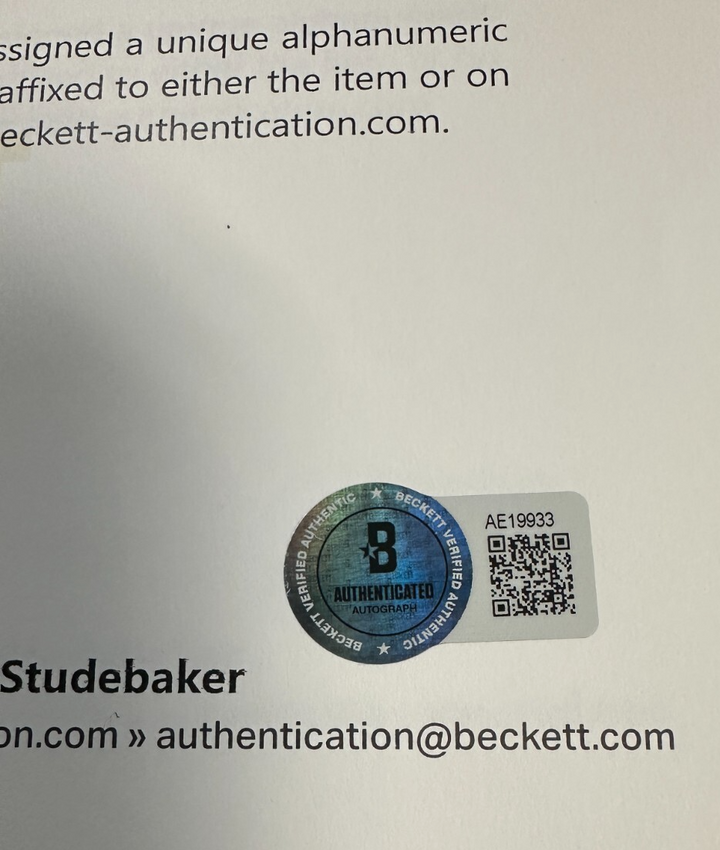 ssigned a unique alphanumeric
affixed to either the item or on
eckett-authentication.com.
BECKETT VERIFIED AUTHENTIC ★ BECKETT VERIFIED AUTHENTIC ★
B
AUTHENTICATED
AUTOGRAPH
AE19933
Studebaker
on.com » authentication@beckett.com